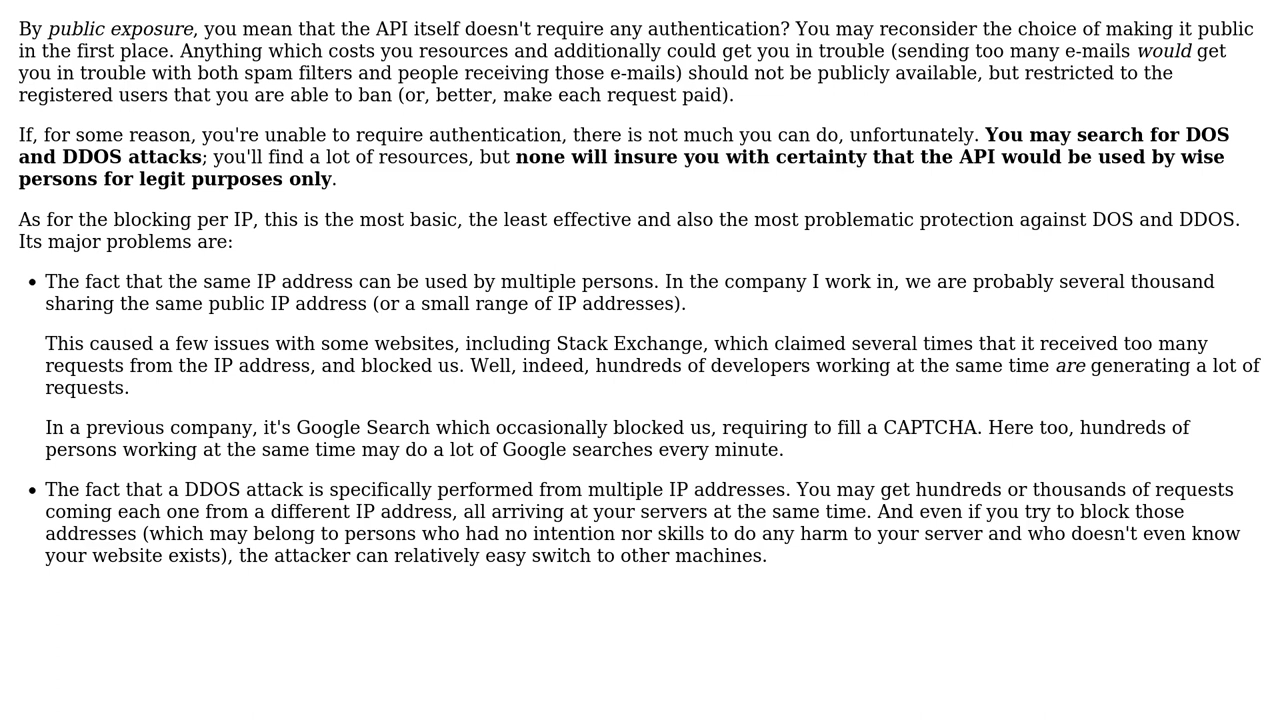 By public exposure, you mean that the API itself doesn't require any authentication? You may reconsider the choice of making it public
in the first place. Anything which costs you resources and additionally could get you in trouble (sending too many e-mails would get
you in trouble with both spam filters and people receiving those e-mails) should not be publicly available, but restricted to the
registered users that you are able to ban (or, better, make each request paid).
If, for some reason, you're unable to require authentication, there is not much you can do, unfortunately. You may search for DOS
and DDOS attacks; you'll find a lot of resources, but none will insure you with certainty that the API would be used by wise
persons for legit purposes only.
As for the blocking per IP, this is the most basic, the least effective and also the most problematic protection against DOS and DDOS.
Its major problems are:
• The fact that the same IP address can be used by multiple persons. In the company I work in, we are probably several thousand
sharing the same public IP address (or a small range of IP addresses).
This caused a few issues with some websites, including Stack Exchange, which claimed several times that it received too many
requests from the IP address, and blocked us. Well, indeed, hundreds of developers working at the same time are generating a lot of
requests.
In a previous company, it's Google Search which occasionally blocked us, requiring to fill a CAPTCHA. Here too, hundreds of
persons working at the same time may do a lot of Google searches every minute.
• The fact that a DDOS attack is specifically performed from multiple IP addresses. You may get hundreds or thousands of requests
coming each one from a different IP address, all arriving at your servers at the same time. And even if you try to block those
addresses (which may belong to persons who had no intention nor skills to do any harm to your server and who doesn't even know
your website exists), the attacker can relatively easy switch to other machines.